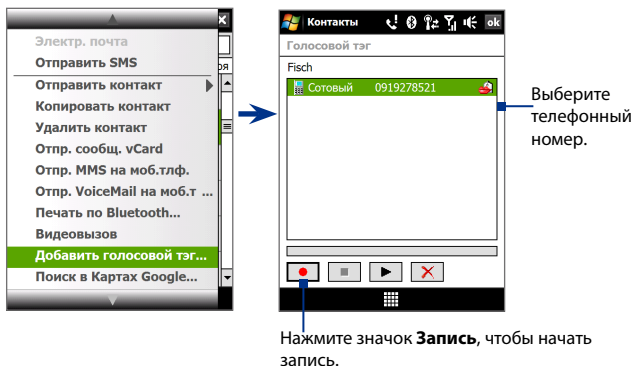 Электр. почта
Отправить SMS
Отправить контакт
Копировать контакт
Удалить контакт
Отпр. сообщ. vCard
Отпр. MMS на моб.тлф.
Отпр. VoiceMail на моб.т ...
Печать по Bluetooth...
Видеовызов
Добавить голосовой тэг...
Поиск в Картах Google...
ря
Контакты
ok
Голосовой тэг
Fisch
Сотовый 0919278521
Выберите
телефонный
номер.
Нажмите значок Запись, чтобы начать
запись.